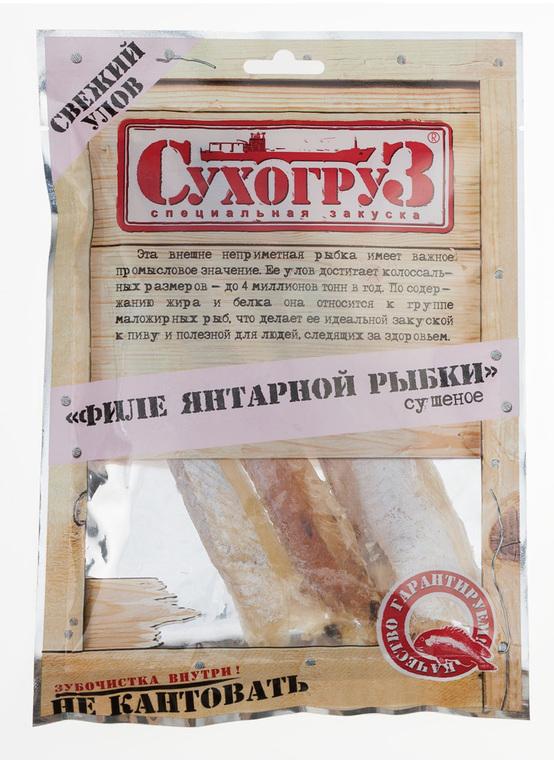 СВЕЖИЙ
УЛОВ
СУХОГРУЗ®
специальная закуска
Эта внешне неприметная рыбка имеет важное
промысловое значение. Ее улов достигает колоссаль-
ных размеров – до 4 миллионов тонн в год. По содер-
жанию жира и белка она относится к группе
маложирных рыб, что делает ее идеальной закуской
к пиву и полезной для людей, следящих за здоровьем.
«ФИЛЕ ЯНТАРНОЙ РЫБКИ»
сушеное
КАЧЕСТВО ГАРАНТИРУЕМ!
ЗУБОЧИСТКА ВНУТРИ!
НЕ КАНТОВАТЬ